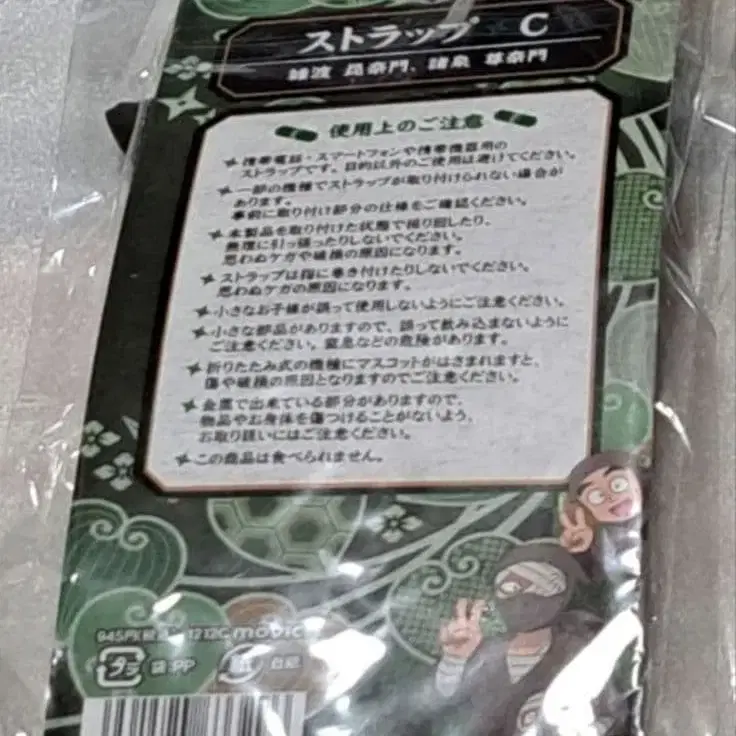 ストラップ C
雑渡 昆奈門、諸泉 尊奈門
使用上のご注意
携帯電話・スマートフォンや携帯機器用の
ストラップです。目的以外のご使用は避けてください。
一部の機種でストラップが取り付けられない場合が
あります。
事前に取り付け部分の仕様をご確認ください。
本製品を取り付けた状態で振り回したり、
無理に引っ張ったりしないでください。
思わぬケガや破損の原因になります。
ストラップは指に巻き付けたりしないでください。
思わぬケガの原因になります。
小さなお子様が誤って使用しないようにご注意ください。
小さな部品がありますので、誤って飲み込まないように
ご注意ください。窒息などの危険があります。
折りたたみ式の機種にマスコットがはさまれますと、
傷や破損の原因となりますのでご注意ください。
金属で出来ている部分がありますので、
物品やお身体を傷つけることがないよう、
お取り扱いにはご注意ください。
この商品は食べられません。
945円 1212C movic
プラ 袋:PP 紙 台紙